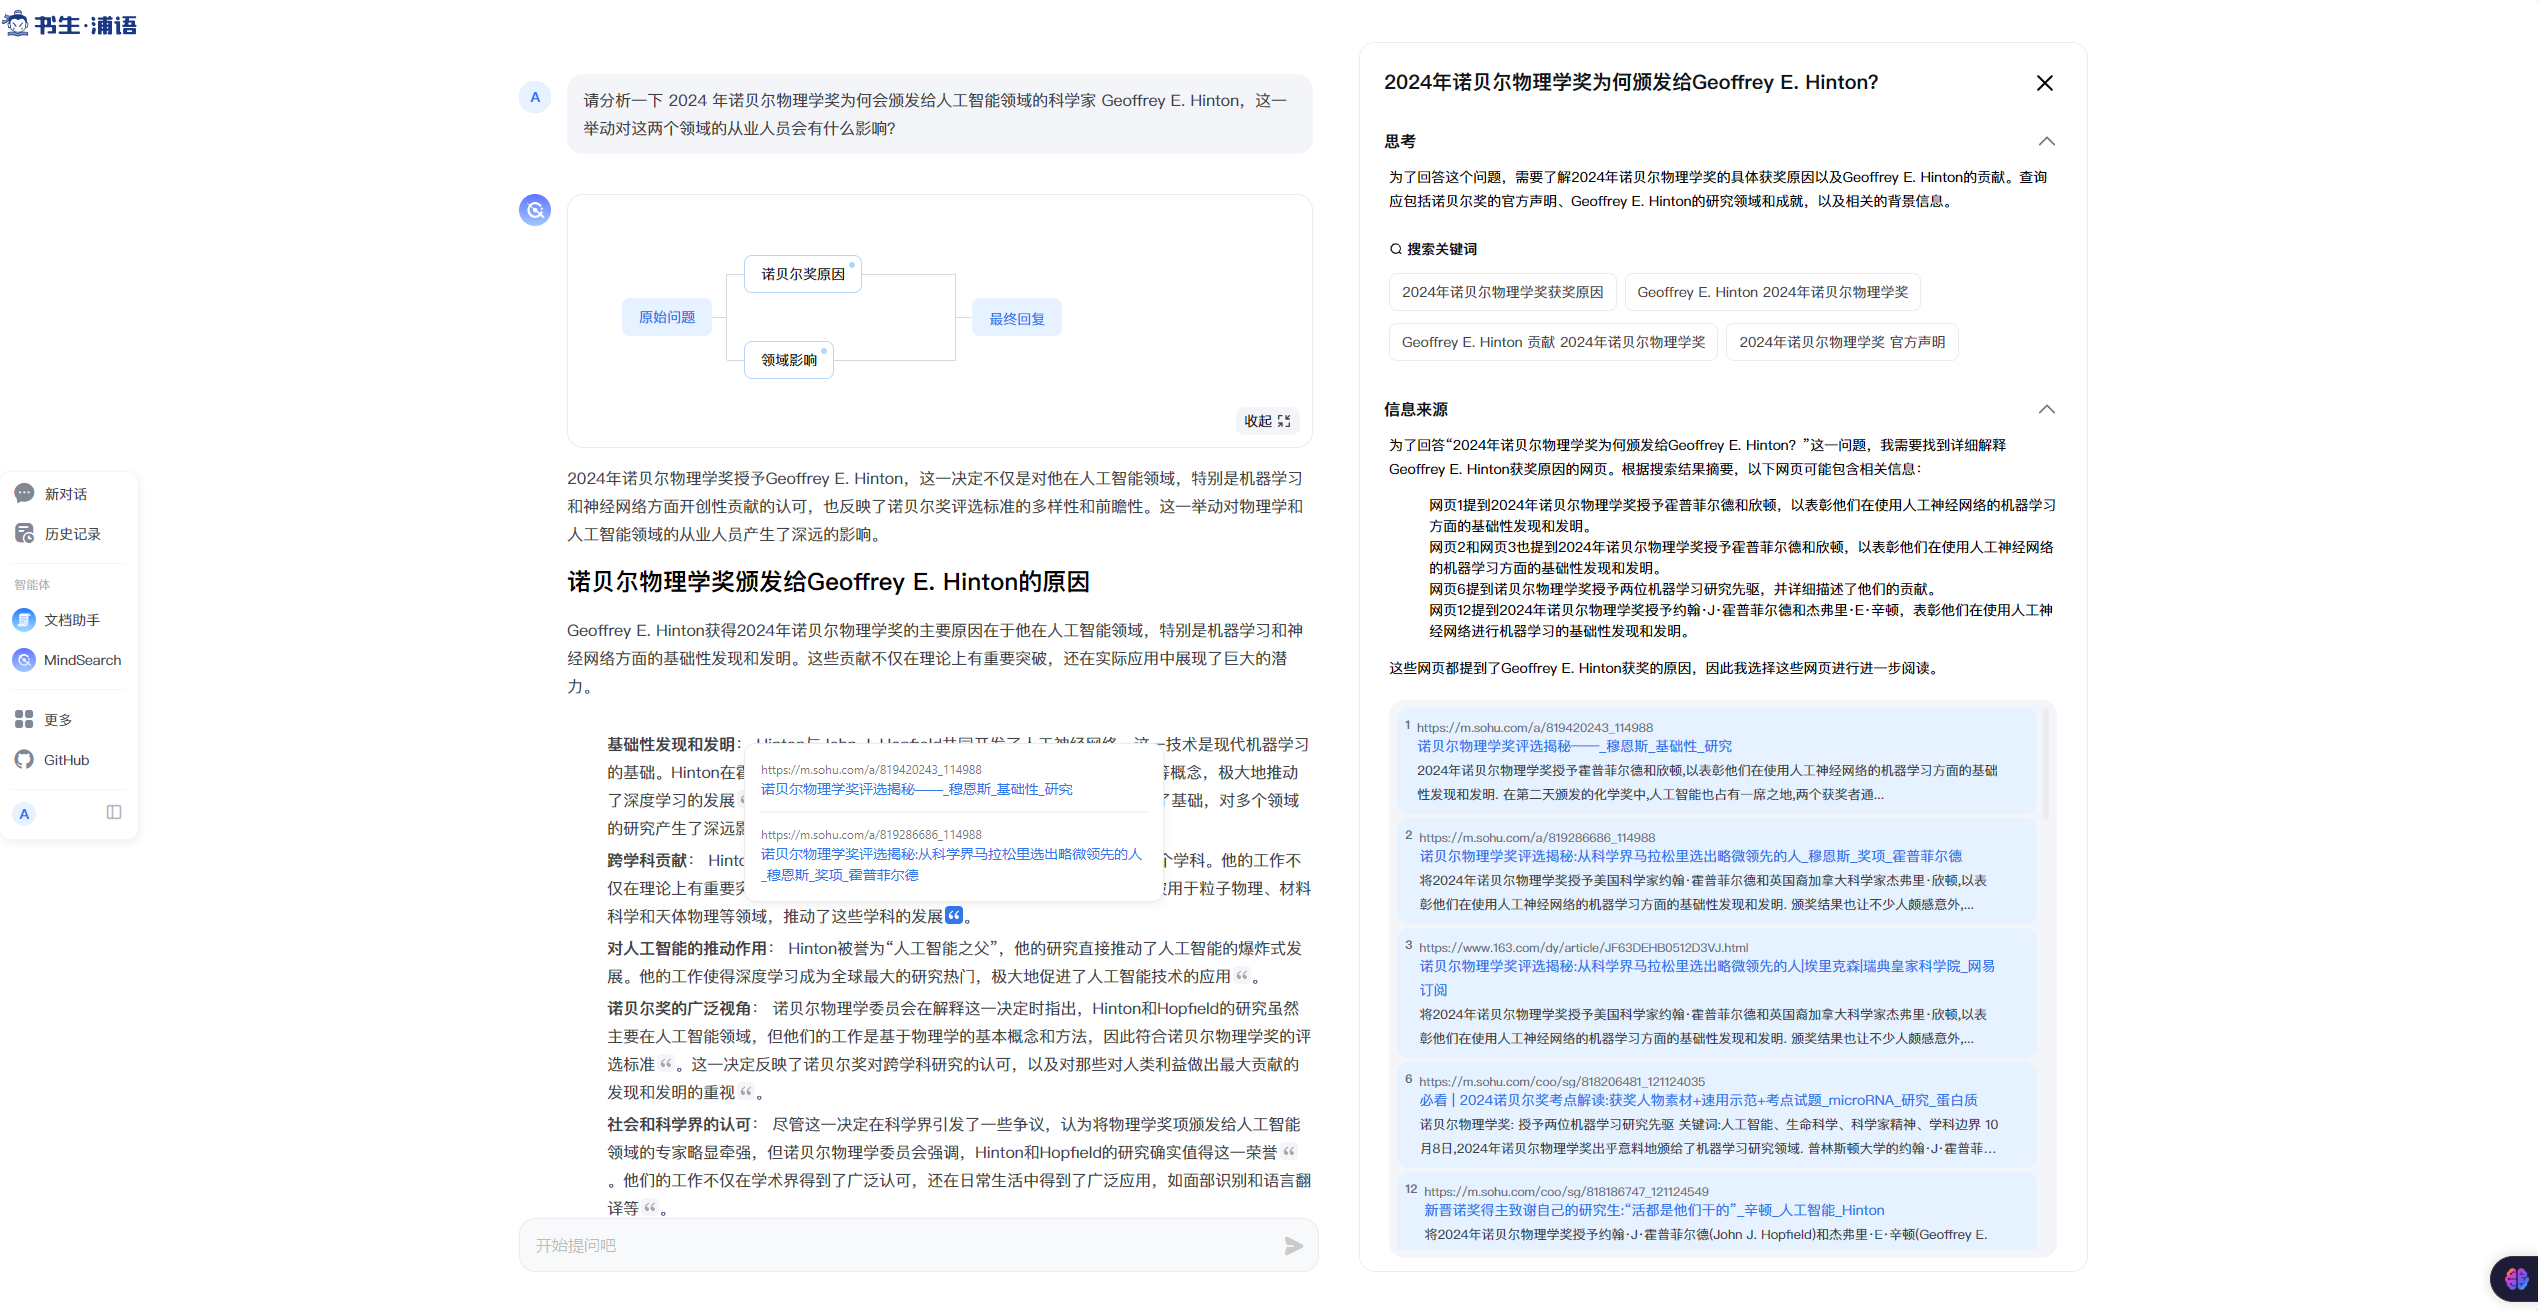 书生·浦语
新对话
历史记录
智能体
文档助手
MindSearch
更多
GitHub
A
A
请分析一下 2024 年诺贝尔物理学奖为何会颁发给人工智能领域的科学家 Geoffrey E. Hinton，这一
举动对这两个领域的从业人员会有什么影响？
诺贝尔奖原因
原始问题
最终回复
领域影响
收起
2024年诺贝尔物理学奖授予Geoffrey E. Hinton，这一决定不仅是对他在人工智能领域，特别是机器学习
和神经网络方面开创性贡献的认可，也反映了诺贝尔奖评选标准的多样性和前瞻性。这一举动对物理学和
人工智能领域的从业人员产生了深远的影响。
诺贝尔物理学奖颁发给Geoffrey E. Hinton的原因
Geoffrey E. Hinton获得2024年诺贝尔物理学奖的主要原因在于他在人工智能领域，特别是机器学习和神
经网络方面的基础性发现和发明。这些贡献不仅在理论上有重要突破，还在实际应用中展现了巨大的潜
力。
基础性发现和发明： 技术是现代机器学习
的基础。Hinton在 等概念，极大地推动
了深度学习的发展 了基础，对多个领域
的研究产生了深远
跨学科贡献： 个学科。他的工作不
仅在理论上有重要 用于粒子物理、材料
科学和天体物理等领域，推动了这些学科的发展“。
https://m.sohu.com/a/819420243_114988
诺贝尔物理学奖评选揭秘——_穆恩斯_基础性_研究
https://m.sohu.com/a/819286686_114988
诺贝尔物理学奖评选揭秘:从科学界马拉松里选出略微领先的人
_穆恩斯_奖项_霍普菲尔德
对人工智能的推动作用： Hinton被誉为“人工智能之父”，他的研究直接推动了人工智能的爆炸式发
展。他的工作使得深度学习成为全球最大的研究热门，极大地促进了人工智能技术的应用“。
诺贝尔奖的广泛视角： 诺贝尔物理学委员会在解释这一决定时指出，Hinton和Hopfield的研究虽然
主要在人工智能领域，但他们的工作是基于物理学的基本概念和方法，因此符合诺贝尔物理学奖的评
选标准“。这一决定反映了诺贝尔奖对跨学科研究的认可，以及对那些对人类利益做出最大贡献的
发现和发明的重视“。
社会和科学界的认可： 尽管这一决定在科学界引发了一些争议，认为将物理学奖项颁发给人工智能
领域的专家略显牵强，但诺贝尔物理学委员会强调，Hinton和Hopfield的研究确实值得这一荣誉“
。他们的工作不仅在学术界得到了广泛认可，还在日常生活中得到了广泛应用，如面部识别和语言翻
译等“。
开始提问吧
2024年诺贝尔物理学奖为何颁发给Geoffrey E. Hinton?
思考
为了回答这个问题，需要了解2024年诺贝尔物理学奖的具体获奖原因以及Geoffrey E. Hinton的贡献。查询
应包括诺贝尔奖的官方声明、Geoffrey E. Hinton的研究领域和成就，以及相关的背景信息。
搜索关键词
2024年诺贝尔物理学奖获奖原因
Geoffrey E. Hinton 2024年诺贝尔物理学奖
Geoffrey E. Hinton 贡献 2024年诺贝尔物理学奖
2024年诺贝尔物理学奖 官方声明
信息来源
为了回答“2024年诺贝尔物理学奖为何颁发给Geoffrey E. Hinton？”这一问题，我需要找到详细解释
Geoffrey E. Hinton获奖原因的网页。根据搜索结果摘要，以下网页可能包含相关信息：
网页1提到2024年诺贝尔物理学奖授予霍普菲尔德和欣顿，以表彰他们在使用人工神经网络的机器学习
方面的基础性发现和发明。
网页2和网页3也提到2024年诺贝尔物理学奖授予霍普菲尔德和欣顿，以表彰他们在使用人工神经网络
的机器学习方面的基础性发现和发明。
网页6提到诺贝尔物理学奖授予两位机器学习研究先驱，并详细描述了他们的贡献。
网页12提到2024年诺贝尔物理学奖授予约翰·J·霍普菲尔德和杰弗里·E·辛顿，表彰他们在使用人工神
经网络进行机器学习的基础性发现和发明。
这些网页都提到了Geoffrey E. Hinton获奖的原因，因此我选择这些网页进行进一步阅读。
1 https://m.sohu.com/a/819420243_114988
诺贝尔物理学奖评选揭秘——_穆恩斯_基础性_研究
2024年诺贝尔物理学奖授予霍普菲尔德和欣顿,以表彰他们在使用人工神经网络的机器学习方面的基础
性发现和发明. 在第二天颁发的化学奖中,人工智能也占有一席之地,两个获奖者通...
2 https://m.sohu.com/a/819286686_114988
诺贝尔物理学奖评选揭秘:从科学界马拉松里选出略微领先的人_穆恩斯_奖项_霍普菲尔德
将2024年诺贝尔物理学奖授予美国科学家约翰·霍普菲尔德和英国裔加拿大科学家杰弗里·欣顿,以表
彰他们在使用人工神经网络的机器学习方面的基础性发现和发明. 颁奖结果也让不少人颇感意外,...
3 https://www.163.com/dy/article/JF63DEHB0512D3VJ.html
诺贝尔物理学奖评选揭秘:从科学界马拉松里选出略微领先的人|埃里克森|瑞典皇家科学院_网易
订阅
将2024年诺贝尔物理学奖授予美国科学家约翰·霍普菲尔德和英国裔加拿大科学家杰弗里·欣顿,以表
彰他们在使用人工神经网络的机器学习方面的基础性发现和发明. 颁奖结果也让不少人颇感意外,...
6 https://m.sohu.com/coo/sg/818206481_121124035
必看 | 2024诺贝尔奖考点解读:获奖人物素材+速用示范+考点试题_microRNA_研究_蛋白质
诺贝尔物理学奖: 授予两位机器学习研究先驱 关键词:人工智能、生命科学、科学家精神、学科边界 10
月8日,2024年诺贝尔物理学奖出乎意料地颁给了机器学习研究领域. 普林斯顿大学的约翰·J·霍普菲...
12 https://m.sohu.com/coo/sg/818186747_121124549
新晋诺奖得主致谢自己的研究生:“活都是他们干的”_辛顿_人工智能_Hinton
将2024年诺贝尔物理学奖授予约翰·J·霍普菲尔德(John J. Hopfield)和杰弗里·E·辛顿(Geoffrey E.